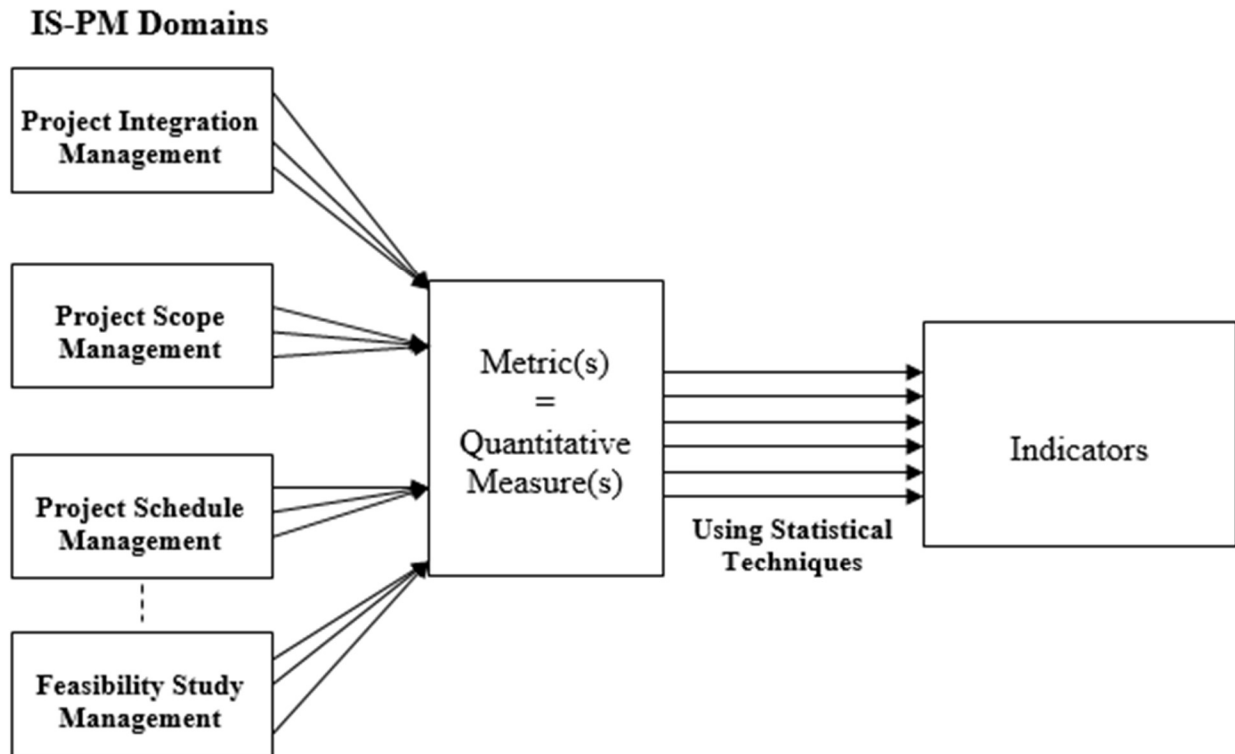 IS-PM Domains
Project Integration
Management
Project Scope
Management
Project Schedule
Management
Feasibility Study
Management
Metric(s)
=
Quantitative
Measure(s)
Using Statistical
Techniques
Indicators